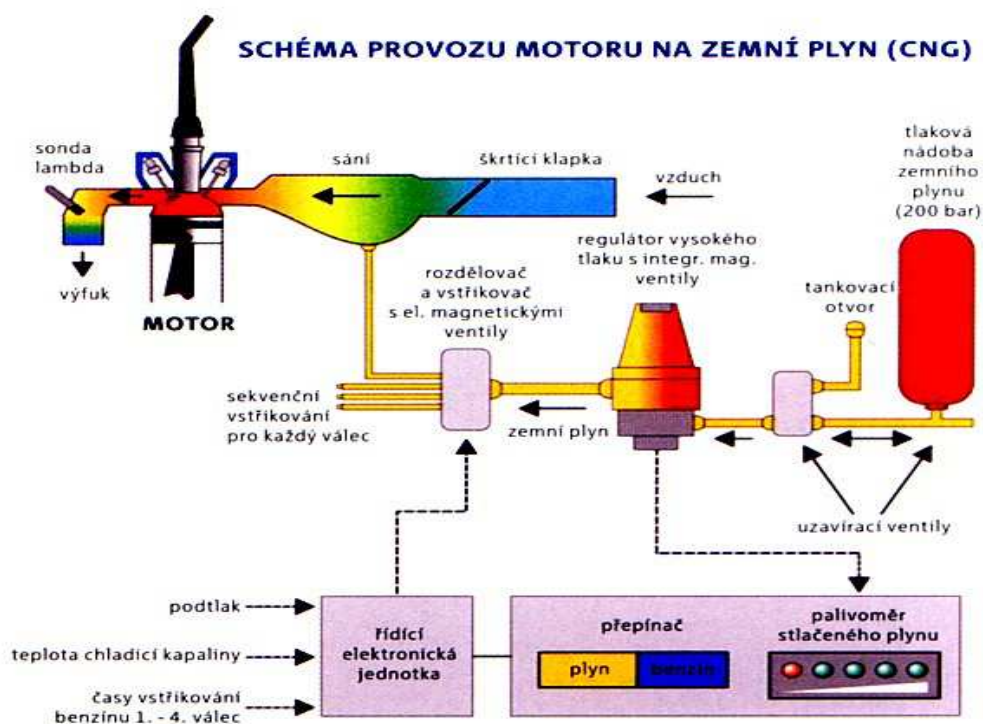 SCHÉMA PROVOZU MOTORU NA ZEMNÍ PLYN (CNG)
sonda
lambda
sání
škrtící klapka
vzduch
tlaková
nádoba
zemního
plynu
(200 bar)
výfuk
MOTOR
rozdělovač
a vstřikovač
s el. magnetickými
ventily
regulátor vysokého
tlaku s integr. mag.
ventily
tankovací
otvor
sekvenční
vstřikování
pro každý válec
zemní plyn
uzavírací ventily
podtlak
teplota chladicí kapaliny
časy vstřikování
benzínu 1. - 4. válec
řídící
elektronická
jednotka
přepínač
plyn
benzín
palivoměr
stlačeného plynu